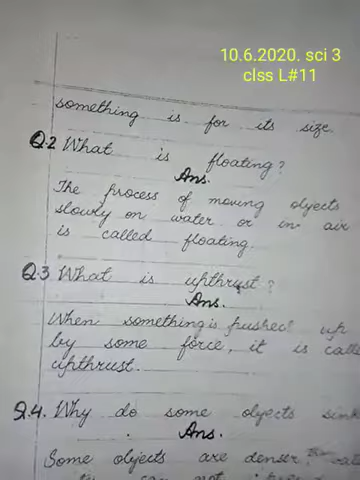 10.6.2020. sci 3
clss L#11
something is for its size.
Q.2 What is floating?
Ans.
The process of moving objects
slowly on water or in air
is called floating.
Q.3 What is upthrust?
Ans.
When something is pushed up
by some force, it is calle
upthrust.
Q.4. Why do some objects sink
Ans.
Some objects are denser than